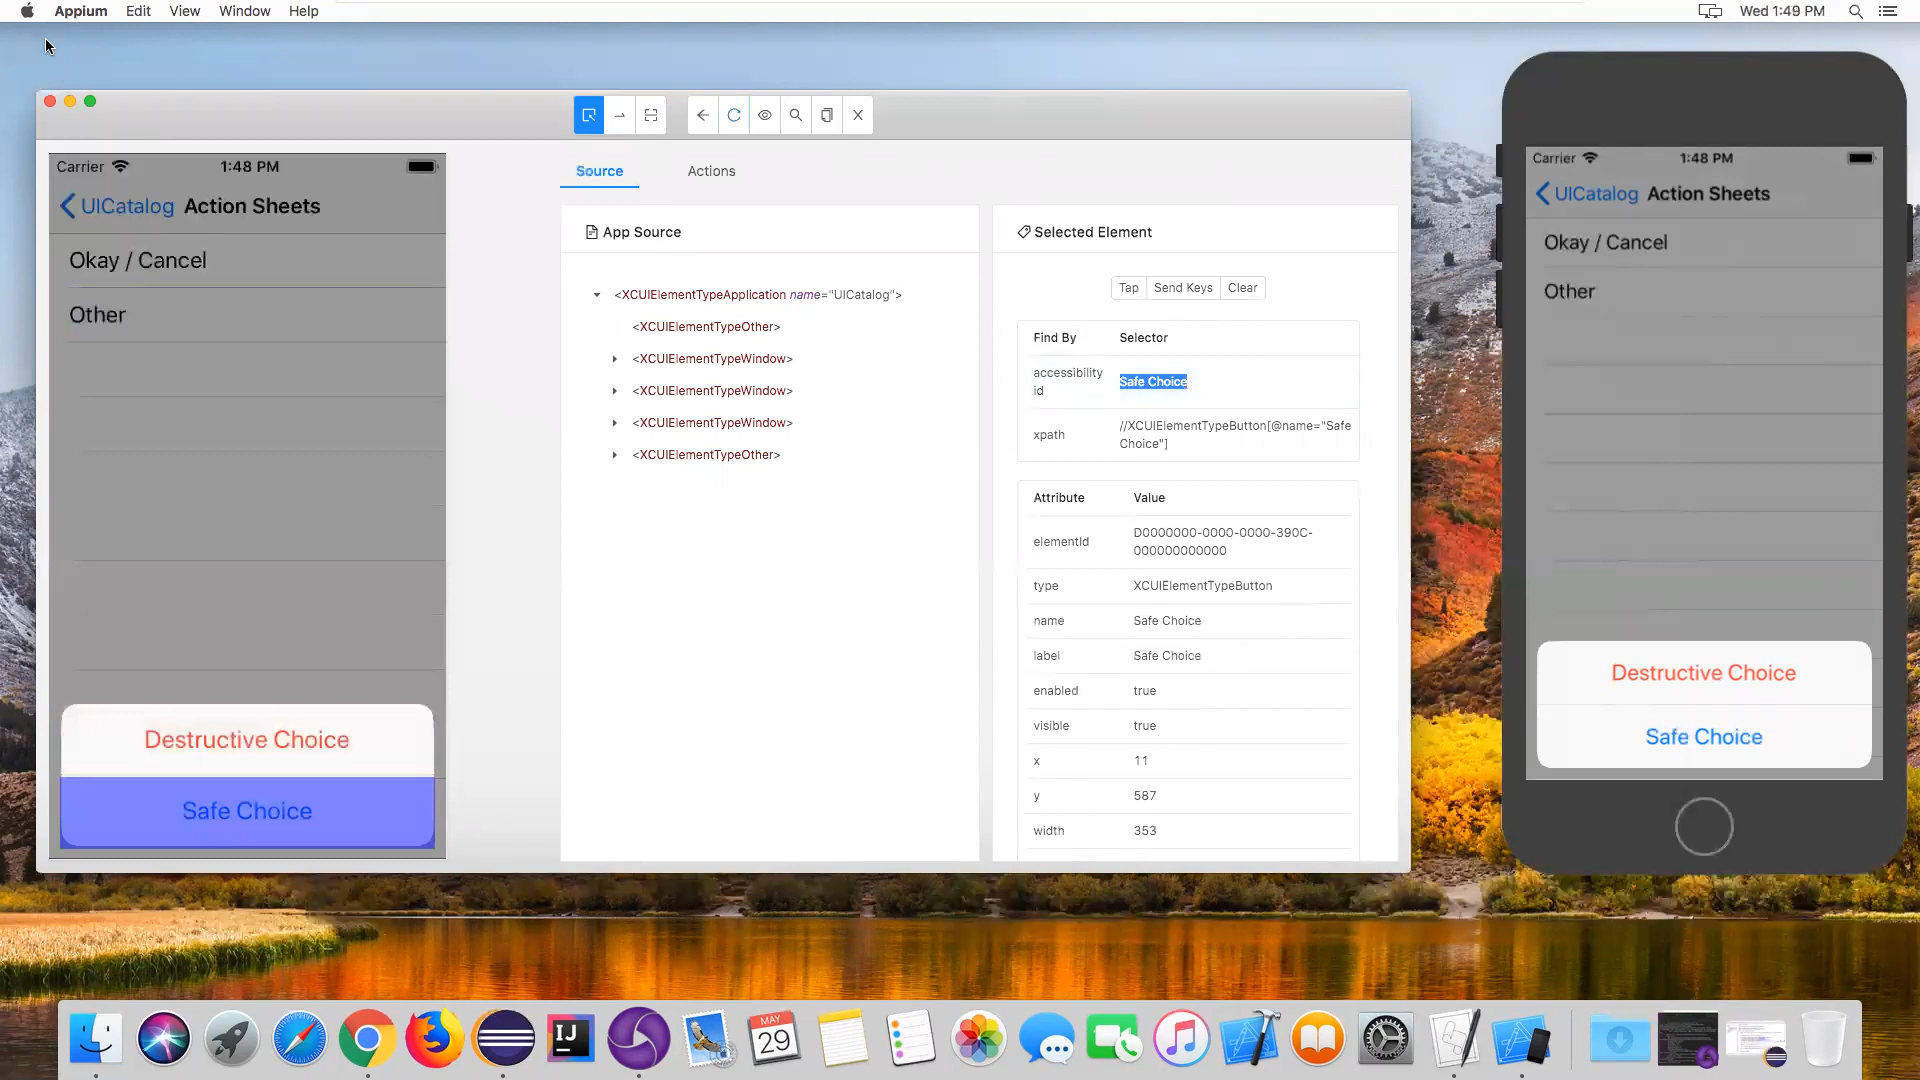 Appium Edit View Window Help
Wed 1:49 PM
Carrier 1:48 PM
UICatalog Action Sheets
Okay / Cancel
Other
Destructive Choice
Safe Choice
Source Actions
App Source
<XCUIElementTypeApplication name="UICatalog">
<XCUIElementTypeOther>
<XCUIElementTypeWindow>
<XCUIElementTypeWindow>
<XCUIElementTypeWindow>
<XCUIElementTypeOther>
Selected Element
Tap Send Keys Clear
Find By Selector
accessibility
id
Safe Choice
xpath
//XCUIElementTypeButton[@name="Safe
Choice"]
Attribute Value
elementId
D0000000-0000-0000-390C-
000000000000
type XCUIElementTypeButton
name Safe Choice
label Safe Choice
enabled true
visible true
x 11
y 587
width 353
Carrier 1:48 PM
UICatalog Action Sheets
Okay / Cancel
Other
Destructive Choice
Safe Choice
IJ
MAY
29